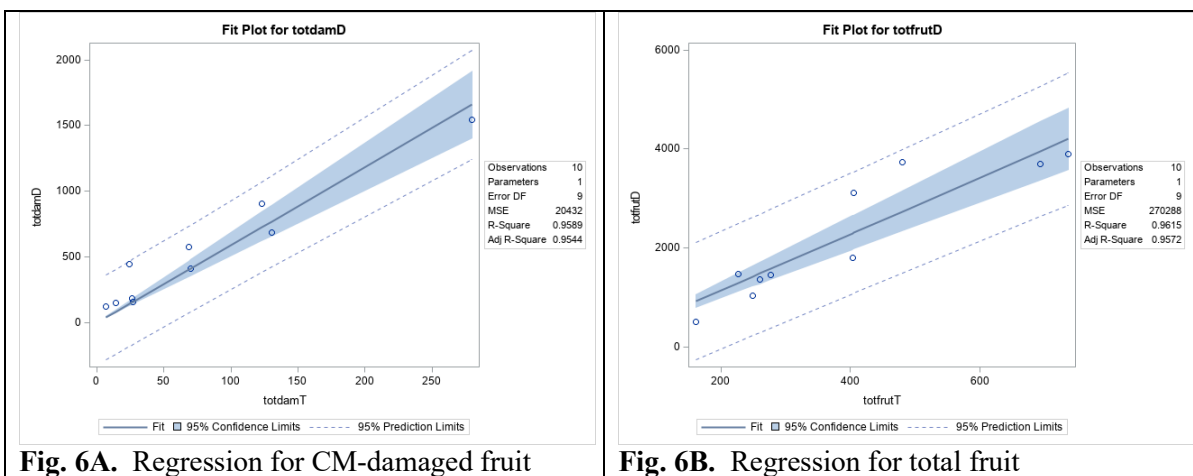 Fit Plot for totdamD
2000
1500
1000
500
0
totdamD
0 50 100 150 200 250
totdamT
Observations 10
Parameters 1
Error DF 9
MSE 20432
R-Square 0.9589
Adj R-Square 0.9544
Fit 95% Confidence Limits 95% Prediction Limits
Fig. 6A. Regression for CM-damaged fruit
Fit Plot for totfrutD
6000
4000
2000
0
totfrutD
200 400 600
totfrutT
Observations 10
Parameters 1
Error DF 9
MSE 270288
R-Square 0.9615
Adj R-Square 0.9572
Fit 95% Confidence Limits 95% Prediction Limits
Fig. 6B. Regression for total fruit